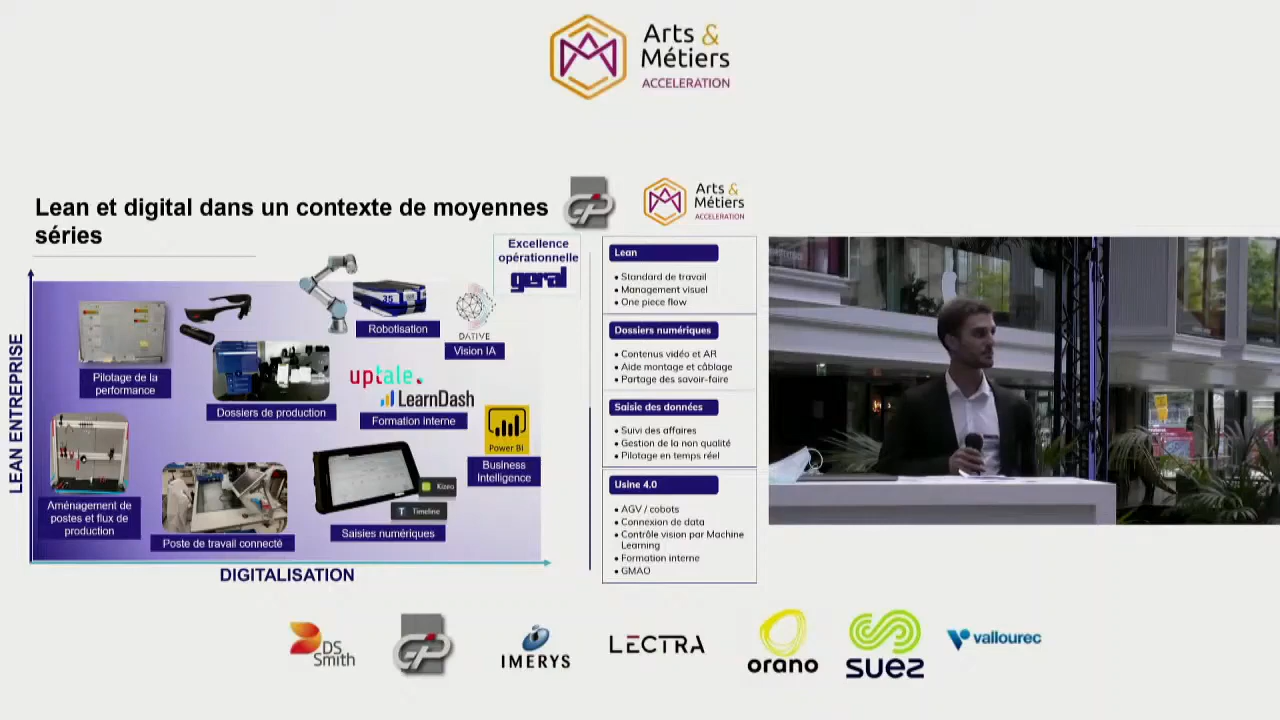 Arts &
Métiers
ACCELERATION
Lean et digital dans un contexte de moyennes
séries
Arts &
Métiers
ACCELERATION
Excellence
opérationnelle
geral
LEAN ENTREPRISE
Pilotage de la
performance
Dossiers de production
35
Robotisation
DATIVE
Vision IA
uptale.
LearnDash
Formation interne
Power BI
Business
Intelligence
Aménagement de
postes et flux de
production
Poste de travail connecté
Kizeo
Timeline
Saisies numériques
DIGITALISATION
Lean
• Standard de travail
• Management visuel
• One piece flow
Dossiers numériques
• Contenus vidéo et AR
• Aide montage et câblage
• Partage des savoir-faire
Saisie des données
• Suivi des affaires
• Gestion de la non qualité
• Pilotage en temps réel
Usine 4.0
• AGV / cobots
• Connexion de data
• Contrôle vision par Machine
Learning
• Formation interne
• GMAO
DS
Smith
IMERYS
LECTRA
orano
suez
vallourec